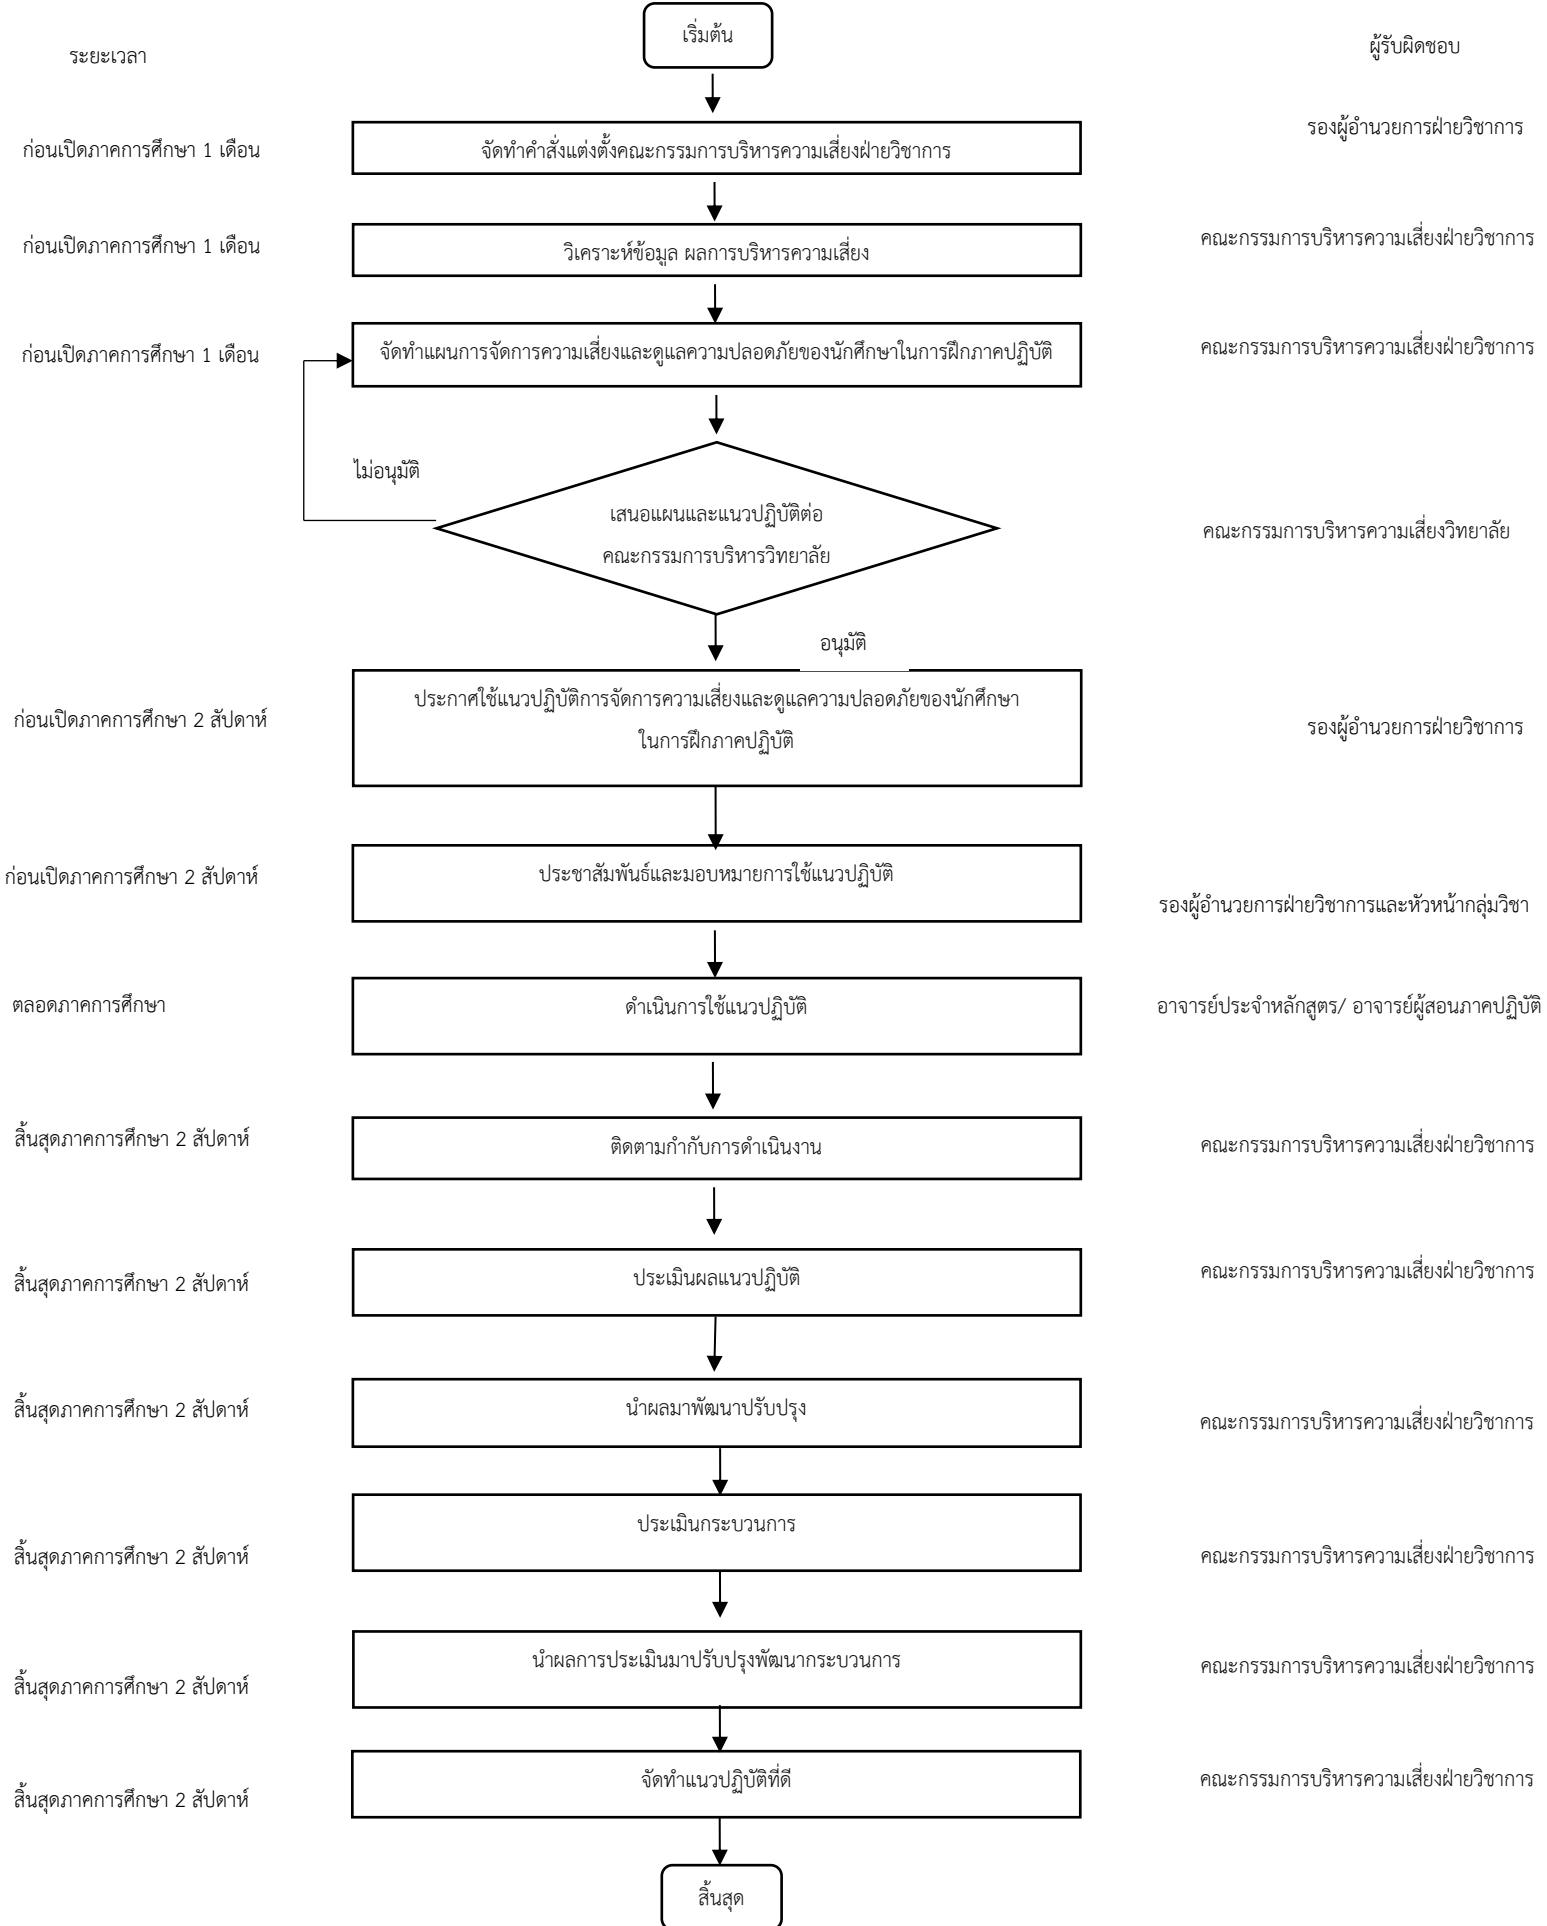 เริ่มต้น
ระยะเวลา
ผู้รับผิดชอบ
ก่อนเปิดภาคการศึกษา 1 เดือน
จัดทำคำสั่งแต่งตั้งคณะกรรมการบริหารความเสี่ยงฝ่ายวิชาการ
รองผู้อำนวยการฝ่ายวิชาการ
ก่อนเปิดภาคการศึกษา 1 เดือน
วิเคราะห์ข้อมูล ผลการบริหารความเสี่ยง
คณะกรรมการบริหารความเสี่ยงฝ่ายวิชาการ
ก่อนเปิดภาคการศึกษา 1 เดือน
จัดทำแผนการจัดการความเสี่ยงและดูแลความปลอดภัยของนักศึกษาในการฝึกภาคปฏิบัติ
คณะกรรมการบริหารความเสี่ยงฝ่ายวิชาการ
ไม่อนุมัติ
เสนอแผนและแนวปฏิบัติต่อ
คณะกรรมการบริหารวิทยาลัย
คณะกรรมการบริหารความเสี่ยงวิทยาลัย
อนุมัติ
ก่อนเปิดภาคการศึกษา 2 สัปดาห์
ประกาศใช้แนวปฏิบัติการจัดการความเสี่ยงและดูแลความปลอดภัยของนักศึกษา
ในการฝึกภาคปฏิบัติ
รองผู้อำนวยการฝ่ายวิชาการ
ก่อนเปิดภาคการศึกษา 2 สัปดาห์
ประชาสัมพันธ์และมอบหมายการใช้แนวปฏิบัติ
รองผู้อำนวยการฝ่ายวิชาการและหัวหน้ากลุ่มวิชา
ตลอดภาคการศึกษา
ดำเนินการใช้แนวปฏิบัติ
อาจารย์ประจำหลักสูตร/ อาจารย์ผู้สอนภาคปฏิบัติ
สิ้นสุดภาคการศึกษา 2 สัปดาห์
ติดตามกำกับการดำเนินงาน
คณะกรรมการบริหารความเสี่ยงฝ่ายวิชาการ
สิ้นสุดภาคการศึกษา 2 สัปดาห์
ประเมินผลแนวปฏิบัติ
คณะกรรมการบริหารความเสี่ยงฝ่ายวิชาการ
สิ้นสุดภาคการศึกษา 2 สัปดาห์
นำผลมาพัฒนาปรับปรุง
คณะกรรมการบริหารความเสี่ยงฝ่ายวิชาการ
สิ้นสุดภาคการศึกษา 2 สัปดาห์
ประเมินกระบวนการ
คณะกรรมการบริหารความเสี่ยงฝ่ายวิชาการ
สิ้นสุดภาคการศึกษา 2 สัปดาห์
นำผลการประเมินมาปรับปรุงพัฒนากระบวนการ
คณะกรรมการบริหารความเสี่ยงฝ่ายวิชาการ
สิ้นสุดภาคการศึกษา 2 สัปดาห์
จัดทำแนวปฏิบัติที่ดี
คณะกรรมการบริหารความเสี่ยงฝ่ายวิชาการ
สิ้นสุด